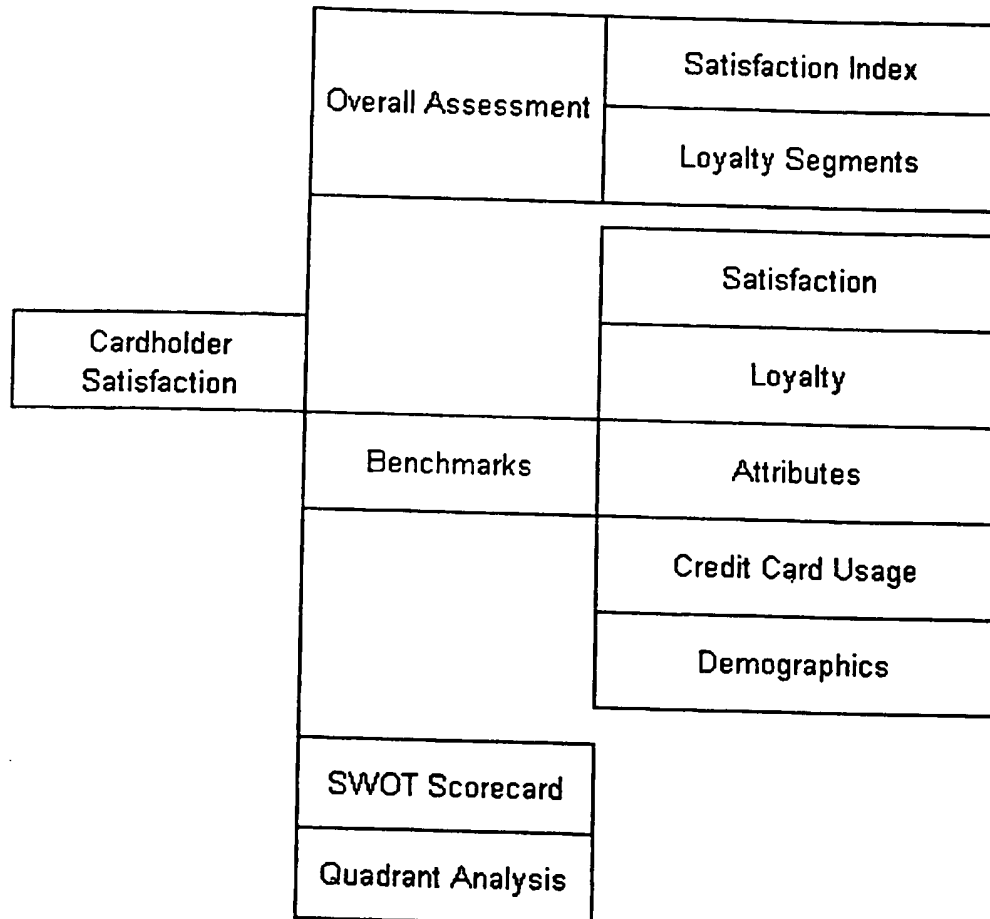 Satisfaction Index
Overall Assessment
Loyalty Segments
Satisfaction
Cardholder
Satisfaction
Loyalty
Benchmarks
Attributes
Credit Card Usage
Demographics
SWOT Scorecard
Quadrant Analysis